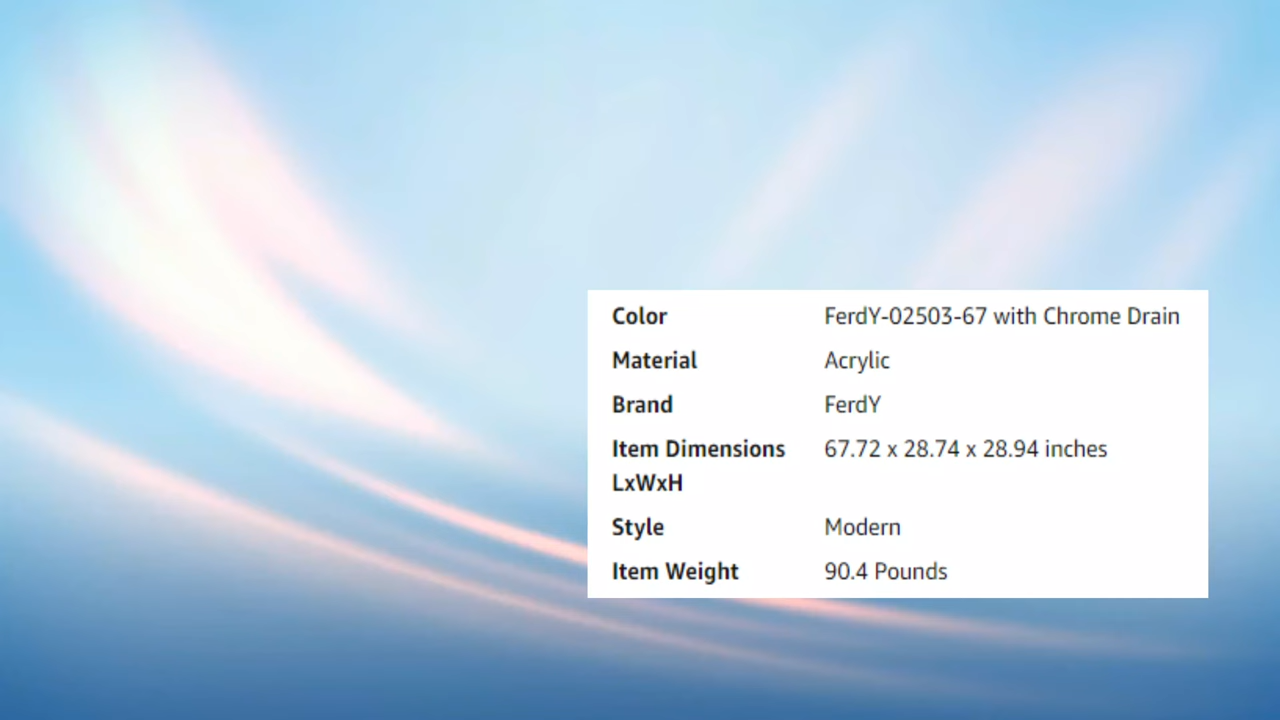 Color FerdY-02503-67 with Chrome Drain
Material Acrylic
Brand FerdY
Item Dimensions 67.72 x 28.74 x 28.94 inches
LxWxH
Style Modern
Item Weight 90.4 Pounds